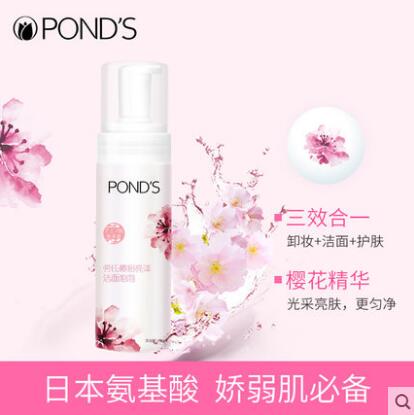 POND'S
POND'S
三效合一
卸妆+洁面+护肤
樱花精华
光采亮肤，更匀净
日本氨基酸 娇弱肌必备